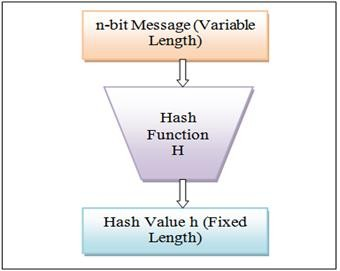 n-bit Message (Variable
Length)
Hash
Function
H
Hash Value h (Fixed
Length)